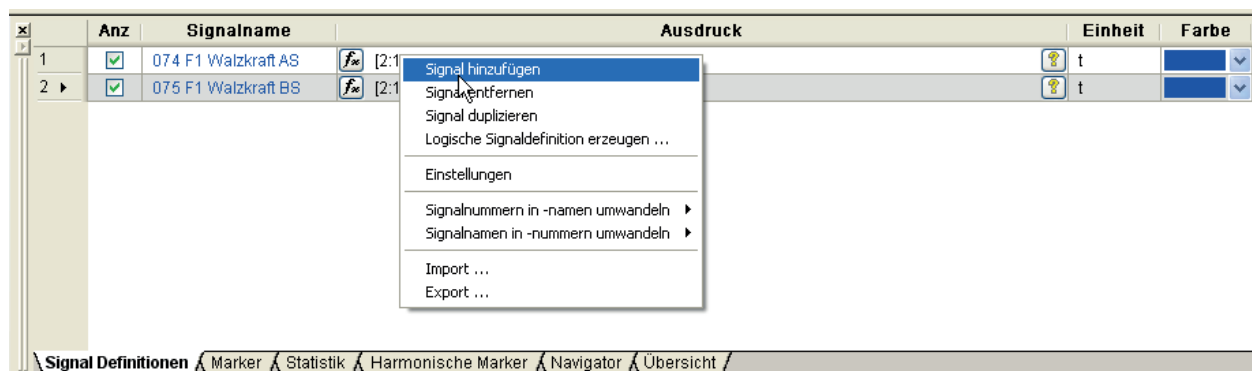 Anz Signalname Ausdruck Einheit Farbe
1 074 F1 Walzkraft AS fx [2:1 ? t
2 075 F1 Walzkraft BS fx [2:1 ? t
Signal hinzufügen
Signal entfernen
Signal duplizieren
Logische Signaldefinition erzeugen ...
Einstellungen
Signalnummern in -namen umwandeln
Signalnamen in -nummern umwandeln
Import ...
Export ...
Signal Definitionen Marker Statistik Harmonische Marker Navigator Übersicht